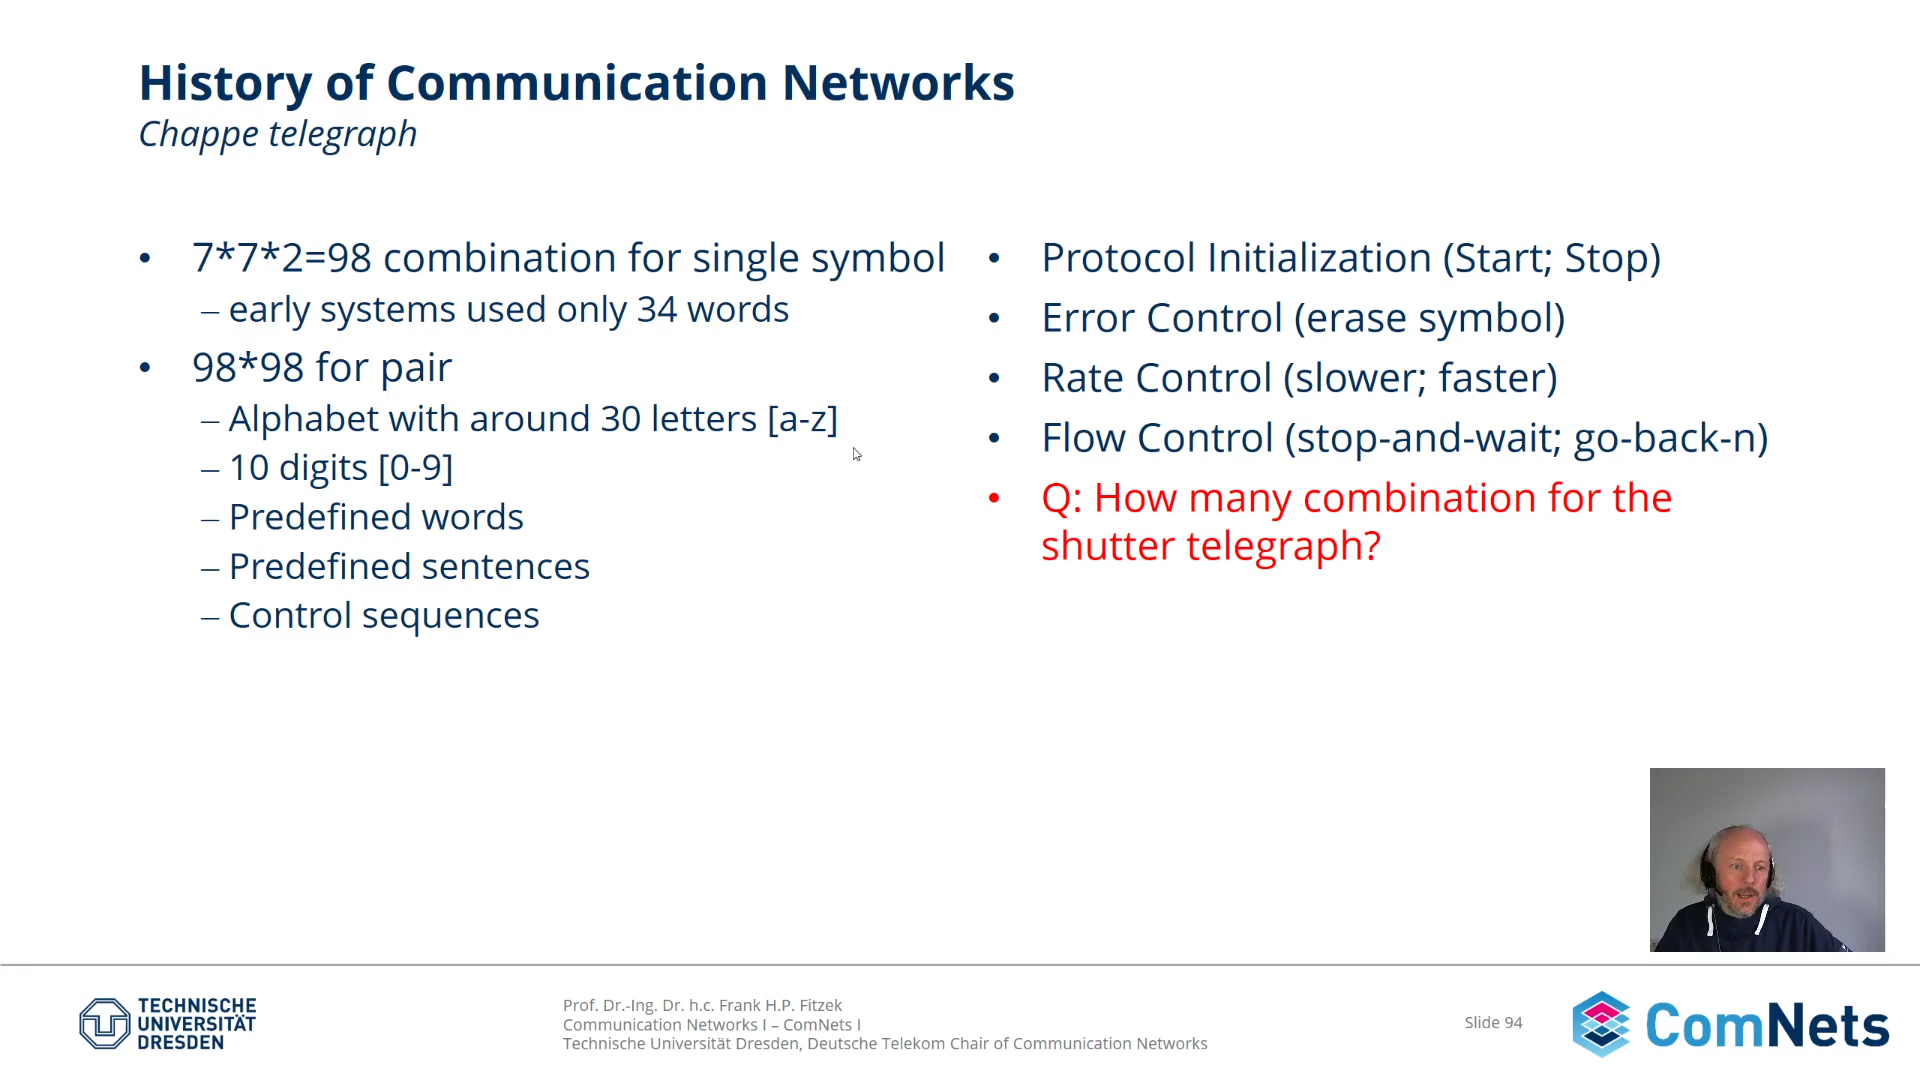 History of Communication Networks
Chappe telegraph
• 7*7*2=98 combination for single symbol
– early systems used only 34 words
• 98*98 for pair
– Alphabet with around 30 letters [a-z]
– 10 digits [0-9]
– Predefined words
– Predefined sentences
– Control sequences
• Protocol Initialization (Start; Stop)
• Error Control (erase symbol)
• Rate Control (slower; faster)
• Flow Control (stop-and-wait; go-back-n)
• Q: How many combination for the
shutter telegraph?
TECHNISCHE
UNIVERSITÄT
DRESDEN
Prof. Dr.-Ing. Dr. h.c. Frank H.P. Fitzek
Communication Networks I – ComNets I
Technische Universität Dresden, Deutsche Telekom Chair of Communication Networks
Slide 94
ComNets